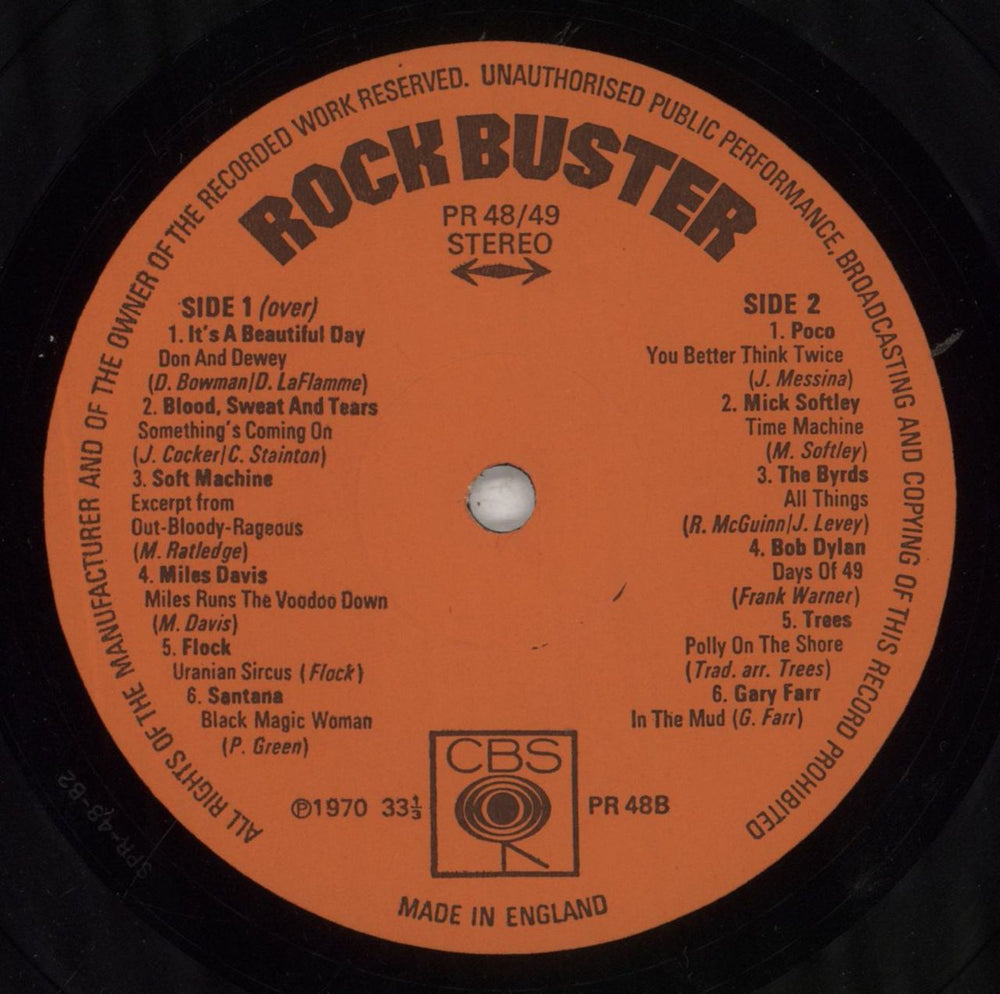 ALL RIGHTS OF THE MANUFACTURER AND OF THE OWNER OF THE RECORDED WORK RESERVED. UNAUTHORISED PUBLIC PERFORMANCE, BROADCASTING AND COPYING OF THIS RECORD PROHIBITED
ROCKBUSTER
PR 48/49
STEREO
SIDE 1 (over)
1. It's A Beautiful Day
Don And Dewey
(D. Bowman/D. LaFlamme)
2. Blood, Sweat And Tears
Something's Coming On
(J. Cocker/C. Stainton)
3. Soft Machine
Excerpt from
Out-Bloody-Rageous
(M. Ratledge)
4. Miles Davis
Miles Runs The Voodoo Down
(M. Davis)
5. Flock
Uranian Sircus (Flock)
6. Santana
Black Magic Woman
(P. Green)
SIDE 2
1. Poco
You Better Think Twice
(J. Messina)
2. Mick Softley
Time Machine
(M. Softley)
3. The Byrds
All Things
(R. McGuinn/J. Levey)
4. Bob Dylan
Days Of 49
(Frank Warner)
5. Trees
Polly On The Shore
(Trad. arr. Trees)
6. Gary Farr
In The Mud (G. Farr)
CBS
℗1970 33⅓
PR 48B
MADE IN ENGLAND
SPR-48-B2